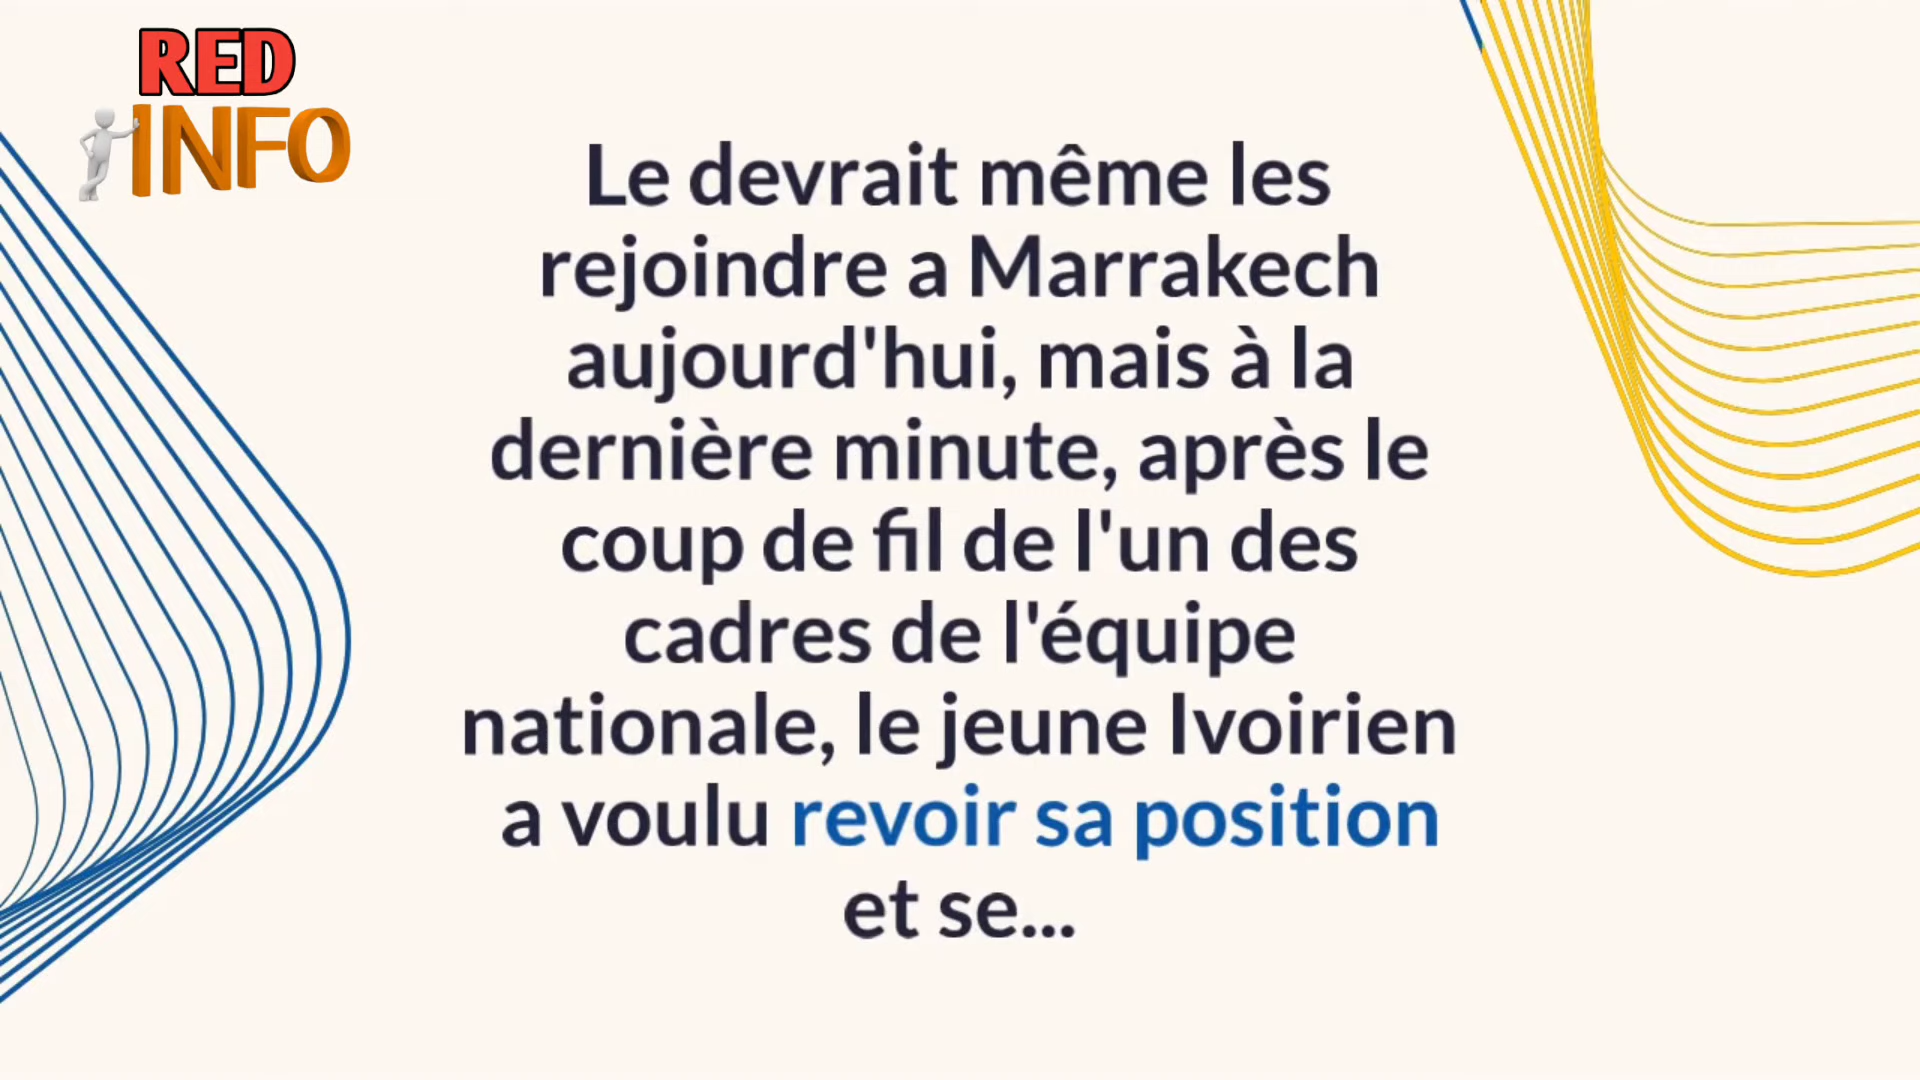 RED
INFO
Le devrait même les
rejoindre a Marrakech
aujourd'hui, mais à la
dernière minute, après le
coup de fil de l'un des
cadres de l'équipe
nationale, le jeune Ivoirien
a voulu revoir sa position
et se...